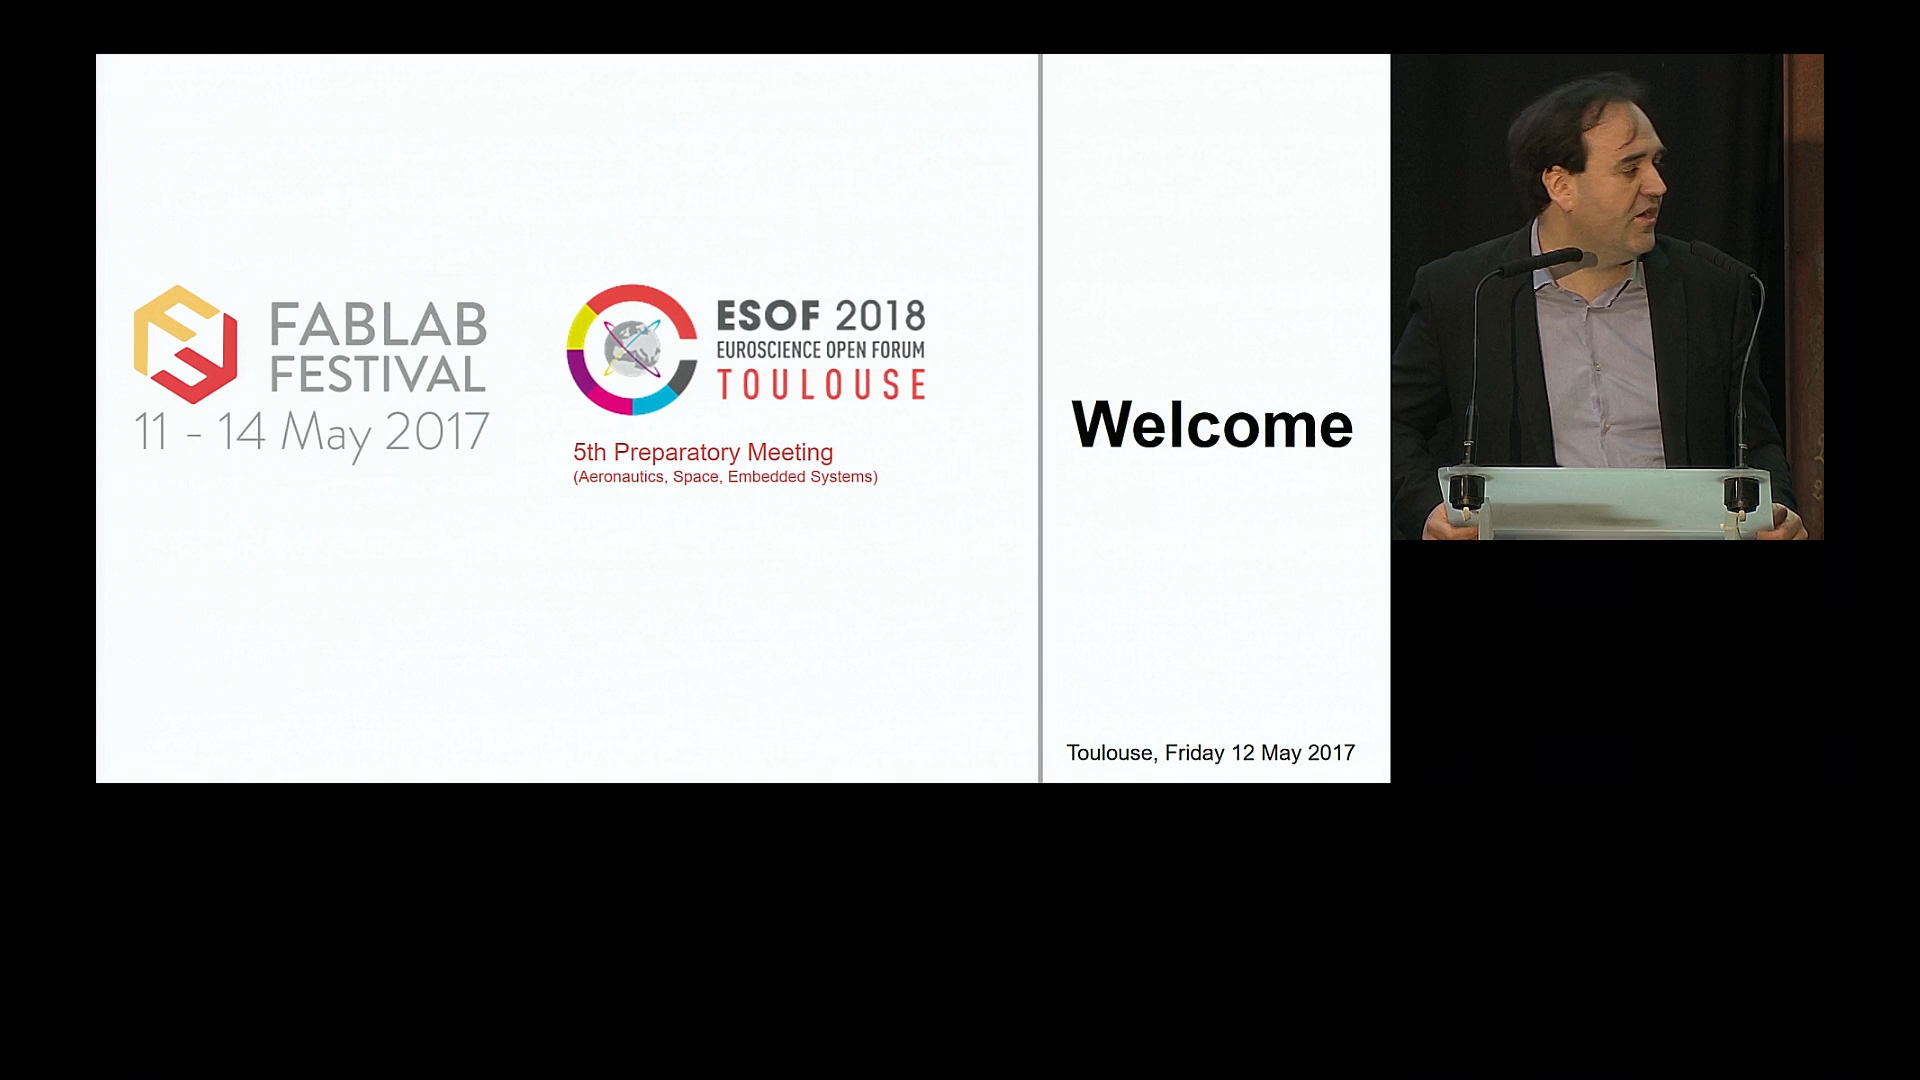 FABLAB
FESTIVAL
11 - 14 May 2017
ESOF 2018
EUROSCIENCE OPEN FORUM
TOULOUSE
5th Preparatory Meeting
(Aeronautics, Space, Embedded Systems)
Welcome
Toulouse, Friday 12 May 2017